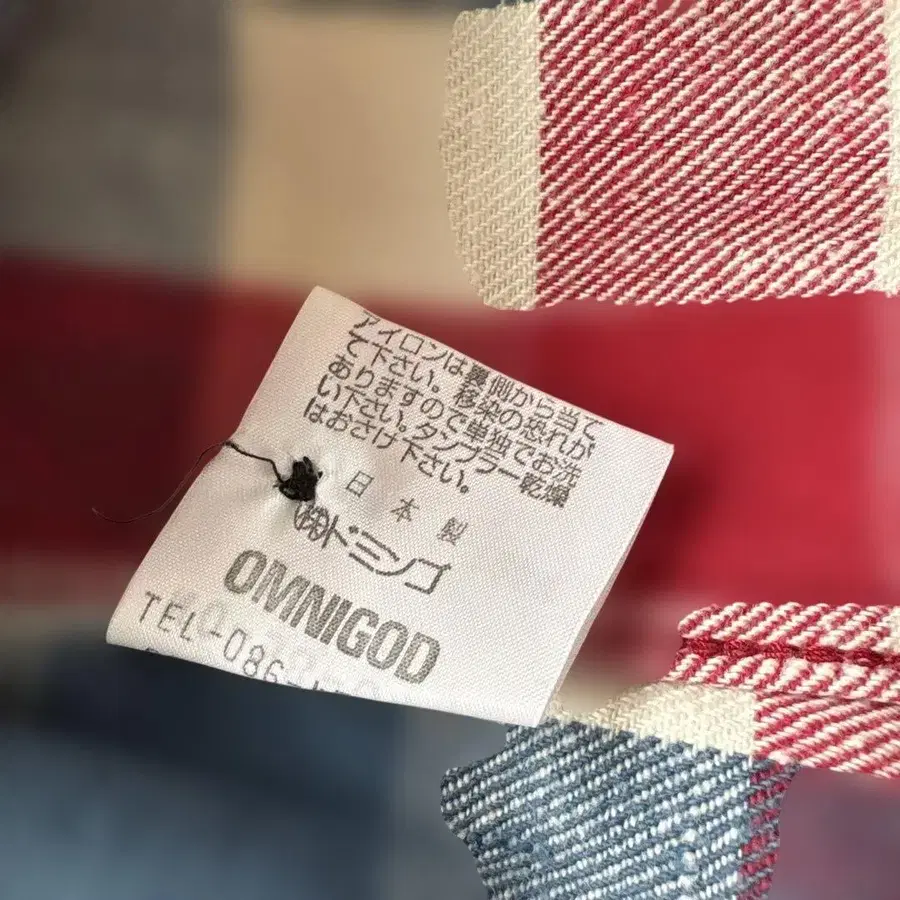 アイロンは裏側から当て
て下さい。移染の恐れが
ありますので単独でお洗
い下さい。タンブラー乾燥
はおさけ下さい。
日本製
㈱ドミンゴ
OMNIGOD
TEL-086-